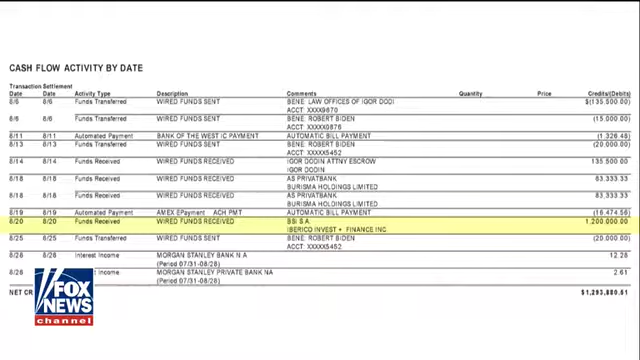 CASH FLOW ACTIVITY BY DATE
Transaction Settlement
Date Date Activity Type Description Comments Quantity Price Credits/(Debits)
8/6 8/6 Funds Transferred WIRED FUNDS SENT BENE: LAW OFFICES OF IGOR DODI $(135,500.00)
ACCT: XXXX9870
8/6 8/6 Funds Transferred WIRED FUNDS SENT BENE: ROBERT BIDEN (15,000.00)
8/11 8/11 Automated Payment BANK OF THE WEST IC PAYMENT AUTOMATIC BILL PAYMENT (1,326.48)
8/13 8/13 Funds Transferred WIRED FUNDS SENT BENE: ROBERT BIDEN (20,000.00)
ACCT: XXXXX5452
8/14 8/14 Funds Received WIRED FUNDS RECEIVED IGOR DODIN ATTNY ESCROW 135,500.00
IGOR DODIN
8/18 8/18 Funds Received WIRED FUNDS RECEIVED AS PRIVATBANK 83,333.33
BURISMA HOLDINGS LIMITED
8/18 8/18 Funds Received WIRED FUNDS RECEIVED AS PRIVATBANK 83,333.33
BURISMA HOLDINGS LIMITED
8/19 8/19 Automated Payment AMEX EPayment ACH PMT AUTOMATIC BILL PAYMENT (16,474.56)
8/20 8/20 Funds Received WIRED FUNDS RECEIVED BSI S.A. 1,200,000.00
IBERICO INVEST + FINANCE INC
8/25 8/25 Funds Transferred WIRED FUNDS SENT BENE: ROBERT BIDEN (20,000.00)
ACCT: XXXXX5452
8/28 8/28 Interest Income MORGAN STANLEY BANK N A 12.28
(Period 07/31-08/28)
8/28 st Income MORGAN STANLEY PRIVATE BANK NA 2.61
(Period 07/31-08/28)
NET CR $1,293,880.51
FOX
NEWS
channel